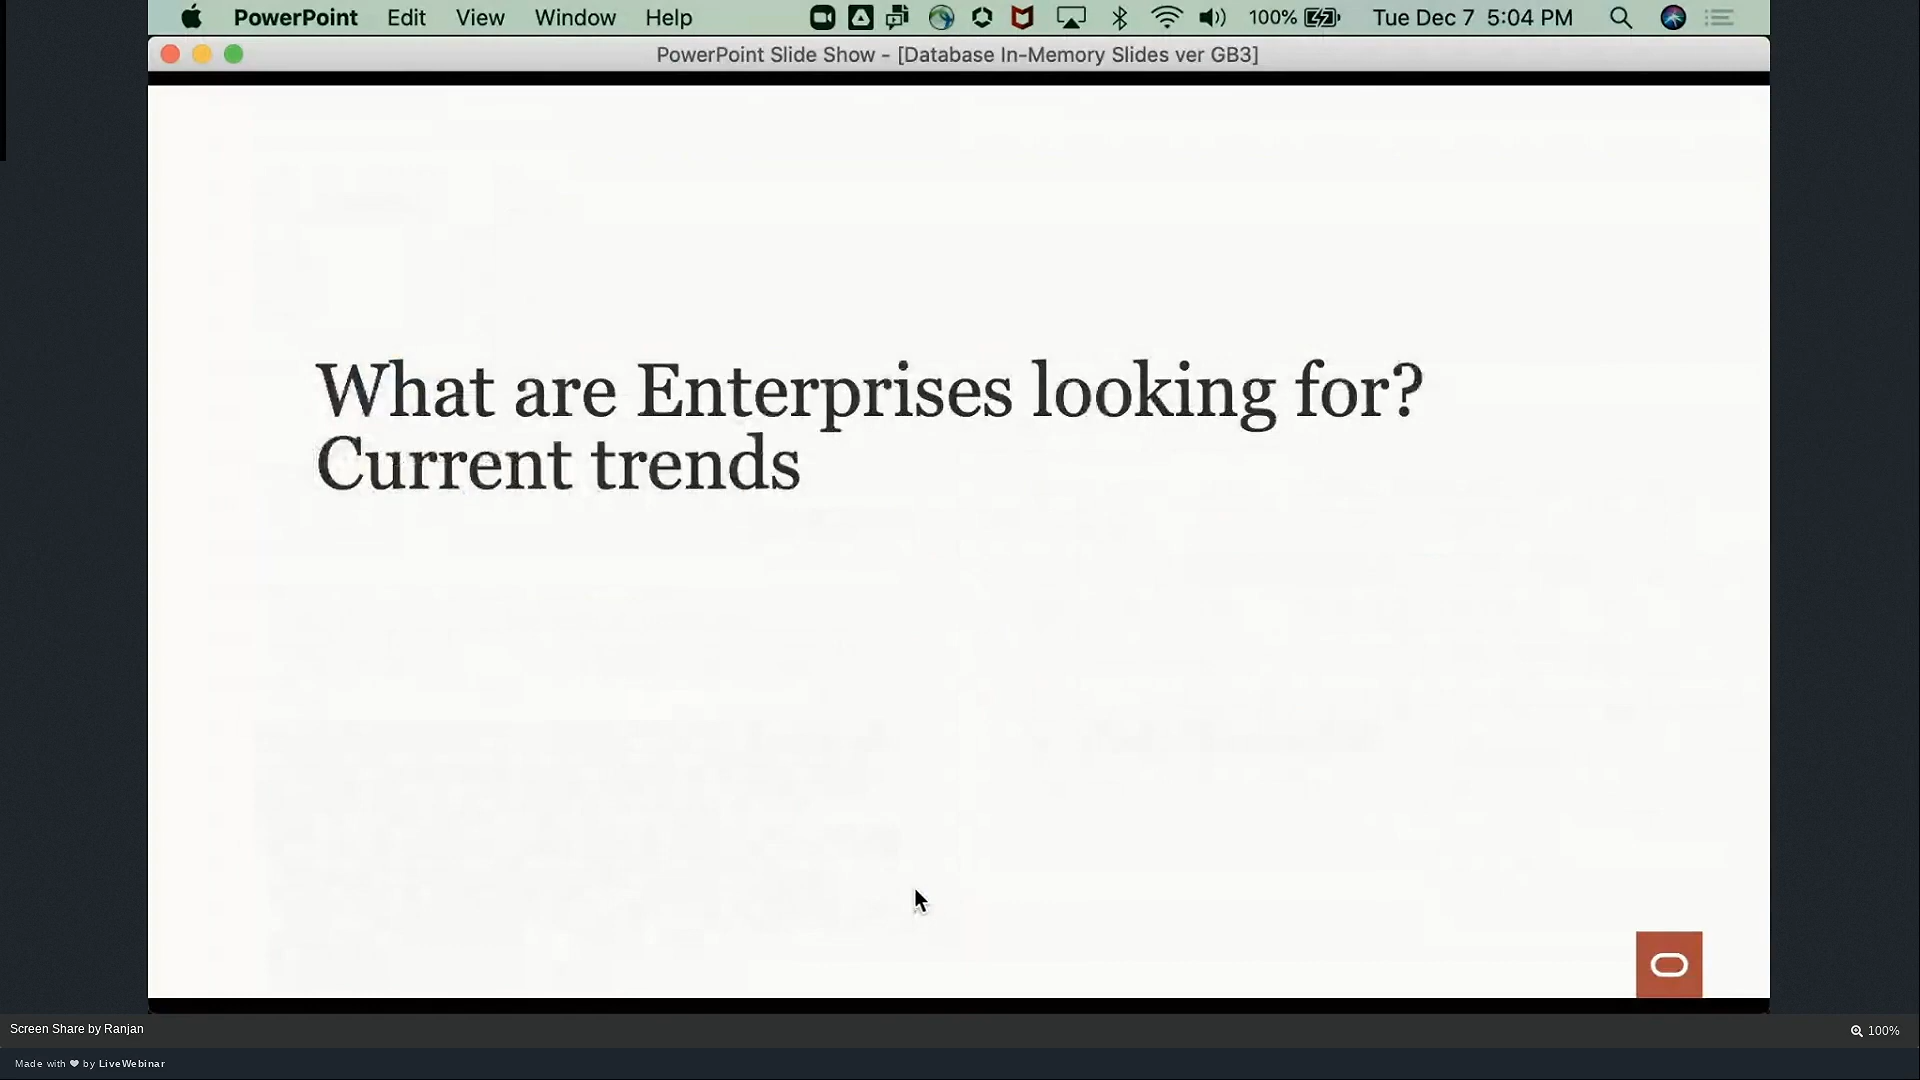 PowerPoint Edit View Window Help 100% Tue Dec 7 5:04 PM
PowerPoint Slide Show - [Database In-Memory Slides ver GB3]
What are Enterprises looking for?
Current trends
Screen Share by Ranjan 100%
Made with ❤ by LiveWebinar